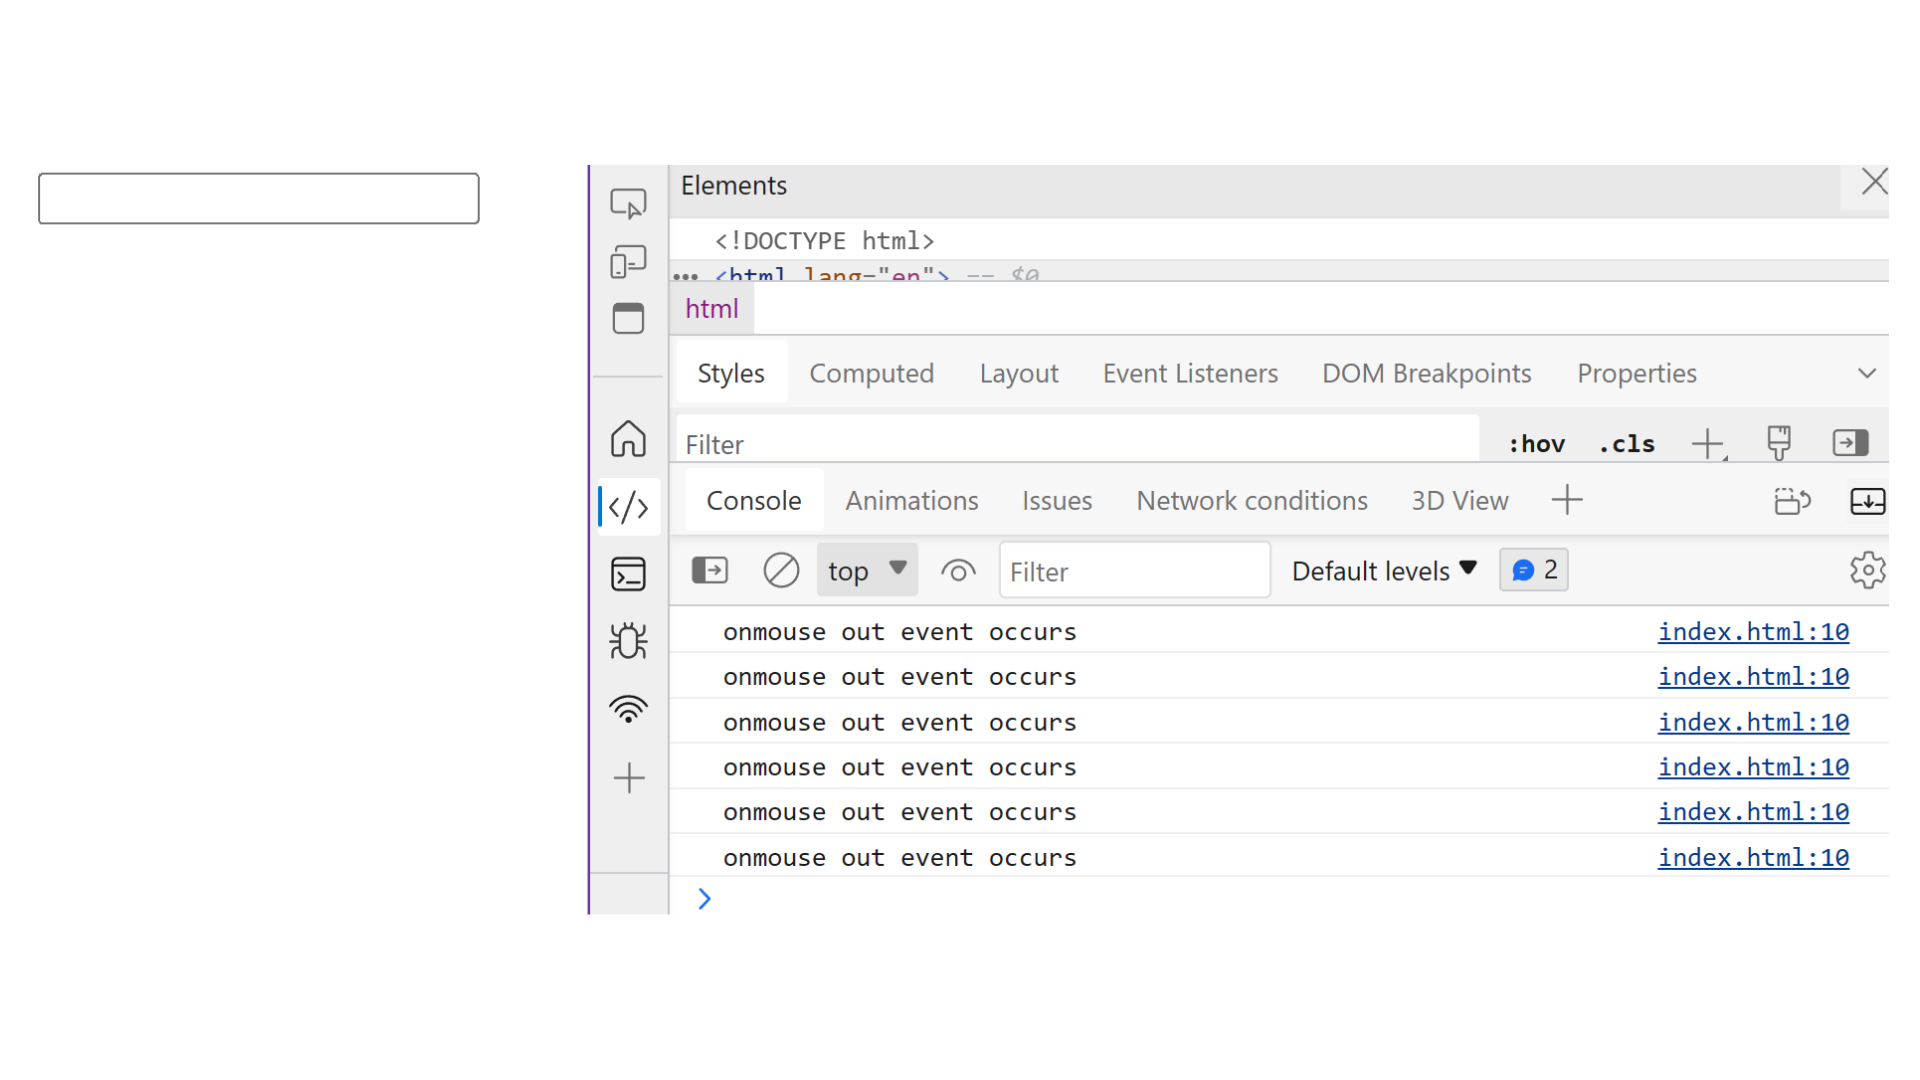 Elements
<!DOCTYPE html>
••• <html lang="en"> == $0
html
Styles Computed Layout Event Listeners DOM Breakpoints Properties
Filter :hov .cls
Console Animations Issues Network conditions 3D View
top Filter Default levels 2
onmouse out event occurs index.html:10
onmouse out event occurs index.html:10
onmouse out event occurs index.html:10
onmouse out event occurs index.html:10
onmouse out event occurs index.html:10
onmouse out event occurs index.html:10